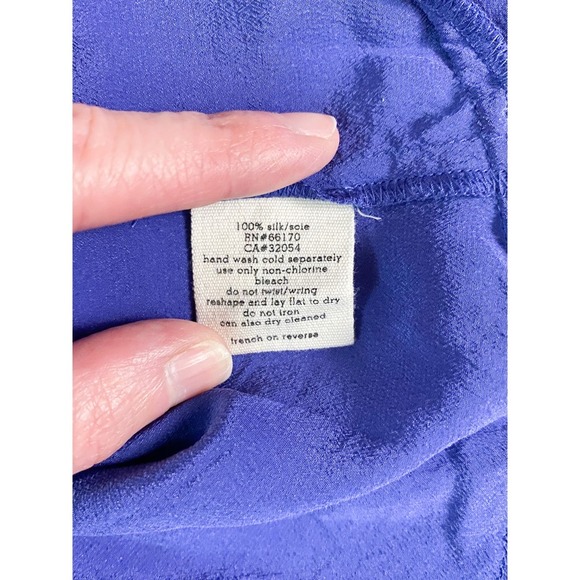 100% silk/soie
RN#66170
CA#32054
hand wash cold separately
use only non-chlorine
bleach
do not twist/wring
reshape and lay flat to dry
do not iron
can also dry cleaned
french on reverse